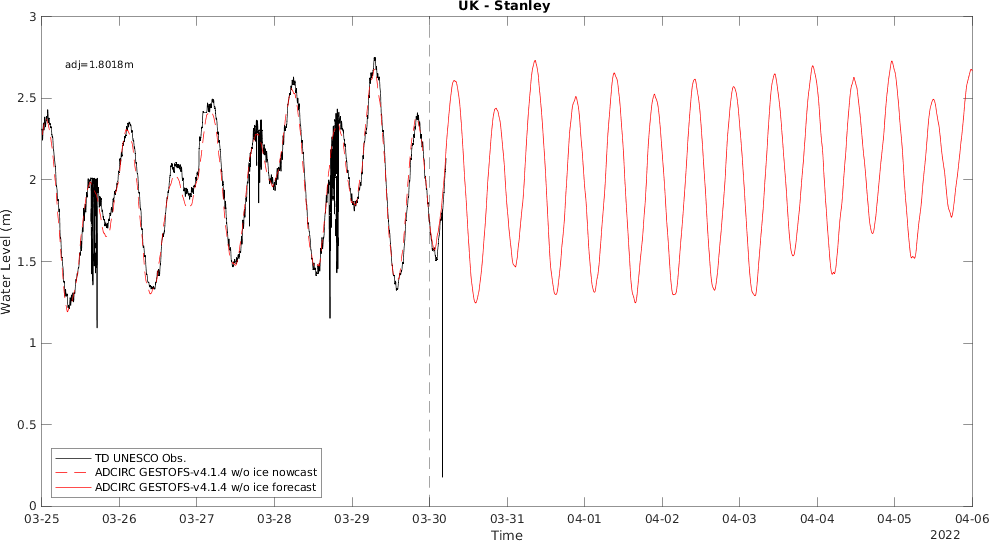 UK - Stanley
adj=1.8018m
3
2.5
2
1.5
1
0.5
0
Water Level (m)
TD UNESCO Obs.
ADCIRC GESTOFS-v4.1.4 w/o ice nowcast
ADCIRC GESTOFS-v4.1.4 w/o ice forecast
03-25 03-26 03-27 03-28 03-29 03-30 03-31 04-01 04-02 04-03 04-04 04-05 04-06
Time
2022